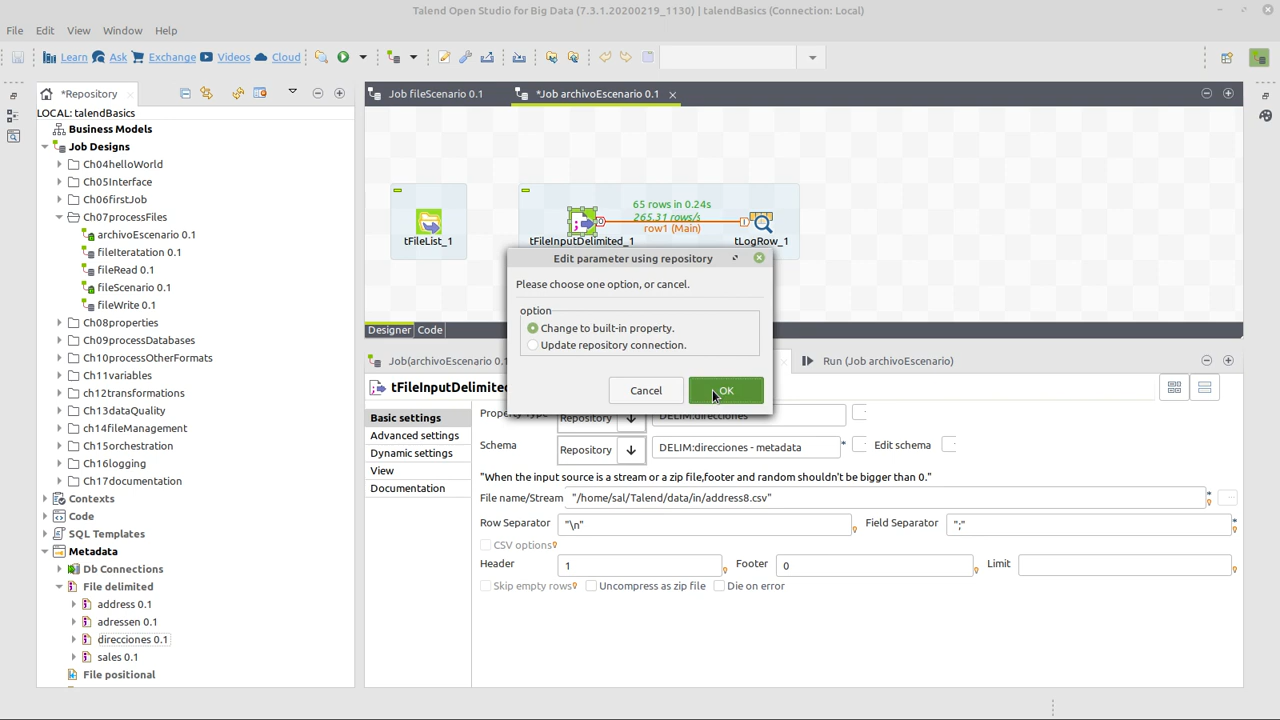 Talend Open Studio for Big Data (7.3.1.20200219_1130) | talendBasics (Connection: Local)
File Edit View Window Help
Learn Ask Exchange Videos Cloud
*Repository
Job fileScenario 0.1
*Job archivoEscenario 0.1
LOCAL: talendBasics
Business Models
Job Designs
Ch04helloWorld
Ch05Interface
Ch06firstJob
Ch07processFiles
archivoEscenario 0.1
fileIteratation 0.1
fileRead 0.1
fileScenario 0.1
fileWrite 0.1
Ch08properties
Ch09processDatabases
Ch10processOtherFormats
Ch11variables
ch12transformations
Ch13dataQuality
ch14fileManagement
Ch15orchestration
Ch16logging
Ch17documentation
Contexts
Code
SQL Templates
Metadata
Db Connections
File delimited
address 0.1
adressen 0.1
direcciones 0.1
sales 0.1
File positional
65 rows in 0.24s
265.31 rows/s
row1 (Main)
tFileList_1
tFileInputDelimited_1
tLogRow_1
Edit parameter using repository
Please choose one option, or cancel.
option
Change to built-in property.
Update repository connection.
Cancel
OK
Designer Code
Job(archivoEscenario 0.1
Run (Job archivoEscenario)
tFileInputDelimited
Basic settings
Advanced settings
Dynamic settings
View
Documentation
Property Type Repository DELIM:direcciones
Schema Repository DELIM:direcciones - metadata * Edit schema
"When the input source is a stream or a zip file,footer and random shouldn't be bigger than 0."
File name/Stream "/home/sal/Talend/data/in/address8.csv" *
Row Separator "\n" Field Separator ";" *
CSV options
Header 1 Footer 0 Limit
Skip empty rows Uncompress as zip file Die on error